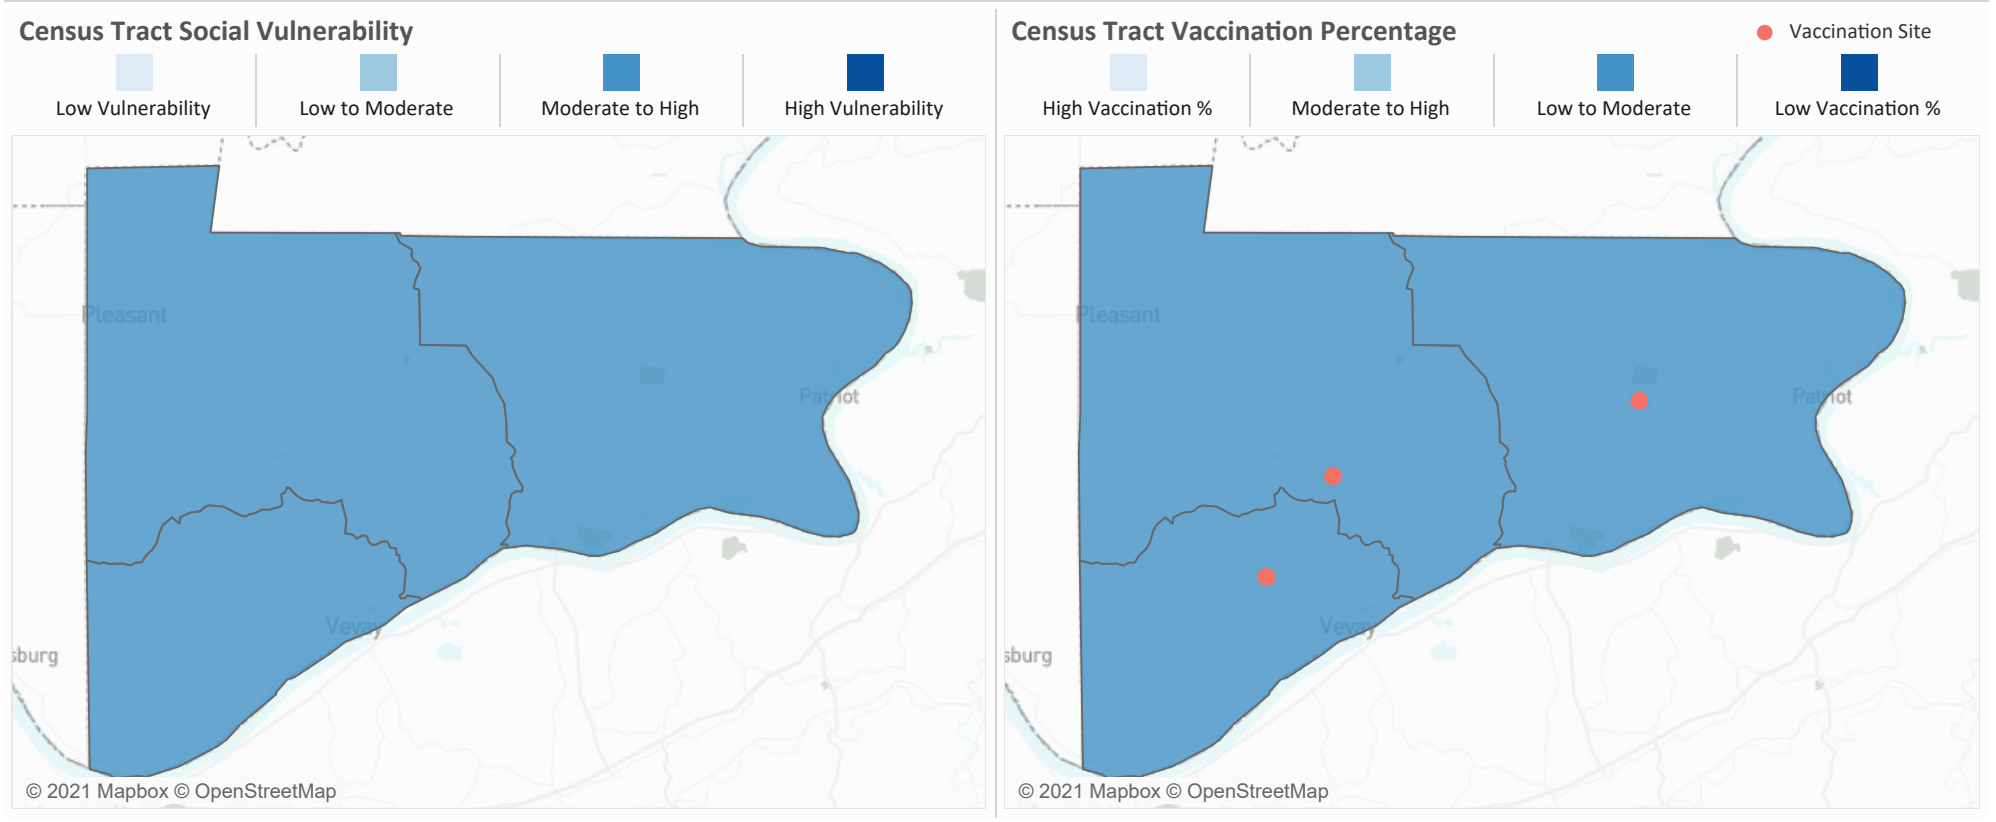 Census Tract Social Vulnerability
Low Vulnerability
Low to Moderate
Moderate to High
High Vulnerability
Pleasant
Patriot
Vevay
sburg
© 2021 Mapbox © OpenStreetMap
Census Tract Vaccination Percentage
Vaccination Site
High Vaccination %
Moderate to High
Low to Moderate
Low Vaccination %
Pleasant
Patriot
Vevay
sburg
© 2021 Mapbox © OpenStreetMap